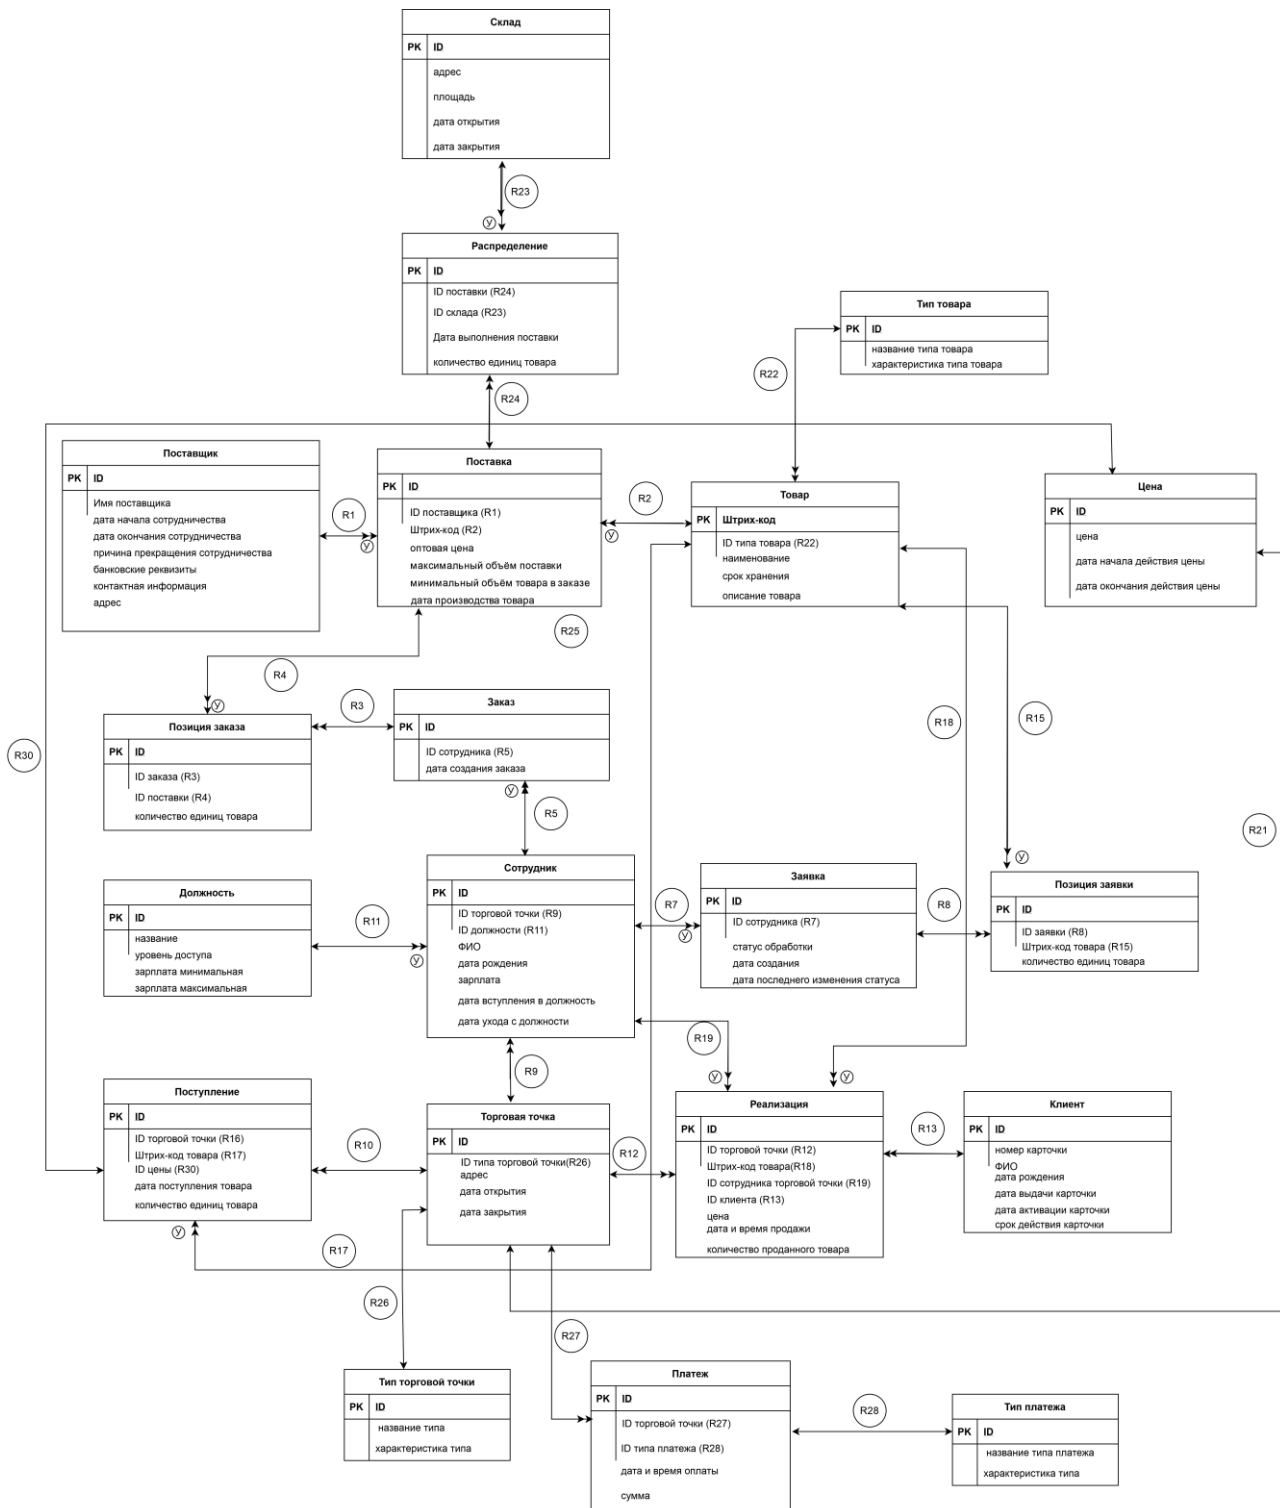 Склад
PK ID
адрес
площадь
дата открытия
дата закрытия
R23
У
Распределение
PK ID
ID поставки (R24)
ID склада (R23)
Дата выполнения поставки
количество единиц товара
Тип товара
PK ID
название типа товара
характеристика типа товара
R22
R24
Поставщик
PK ID
Имя поставщика
дата начала сотрудничества
дата окончания сотрудничества
причина прекращения сотрудничества
банковские реквизиты
контактная информация
адрес
R1
У
Поставка
PK ID
ID поставщика (R1)
Штрих-код (R2)
оптовая цена
максимальный объём поставки
минимальный объём товара в заказе
дата производства товара
R2
У
Товар
PK Штрих-код
ID типа товара (R22)
наименование
срок хранения
описание товара
Цена
PK ID
цена
дата начала действия цены
дата окончания действия цены
R25
R4
У
R3
Заказ
PK ID
ID сотрудника (R5)
дата создания заказа
Позиция заказа
PK ID
ID заказа (R3)
ID поставки (R4)
количество единиц товара
R30
R18
R15
У
R5
R21
У
Должность
PK ID
название
уровень доступа
зарплата минимальная
зарплата максимальная
R11
У
Сотрудник
PK ID
ID торговой точки (R9)
ID должности (R11)
ФИО
дата рождения
зарплата
дата вступления в должность
дата ухода с должности
R7
У
Заявка
PK ID
ID сотрудника (R7)
статус обработки
дата создания
дата последнего изменения статуса
R8
Позиция заявки
PK ID
ID заявки (R8)
Штрих-код товара (R15)
количество единиц товара
R19
У
У
R9
Поступление
PK ID
ID торговой точки (R16)
Штрих-код товара (R17)
ID цены (R30)
дата поступления товара
количество единиц товара
У
R10
Торговая точка
PK ID
ID типа торговой точки(R26)
адрес
дата открытия
дата закрытия
R12
Реализация
PK ID
ID торговой точки (R12)
Штрих-код товара(R18)
ID сотрудника торговой точки (R19)
ID клиента (R13)
цена
дата и время продажи
количество проданного товара
R13
Клиент
PK ID
номер карточки
ФИО
дата рождения
дата выдачи карточки
дата активации карточки
срок действия карточки
R17
R26
R27
Тип торговой точки
PK ID
название типа
характеристика типа
Платеж
PK ID
ID торговой точки (R27)
ID типа платежа (R28)
дата и время оплаты
сумма
R28
Тип платежа
PK ID
название типа платежа
характеристика типа